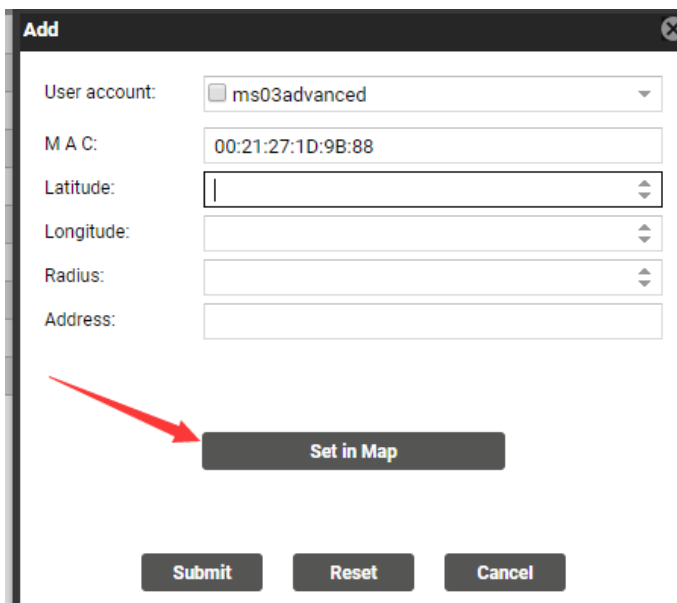 Add
User account: ms03advanced
M A C: 00:21:27:1D:9B:88
Latitude:
Longitude:
Radius:
Address:
Set in Map
Submit Reset Cancel